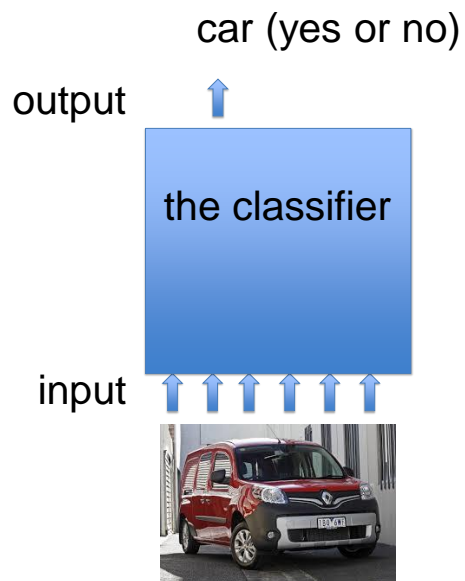 car (yes or no)
output
the classifier
input